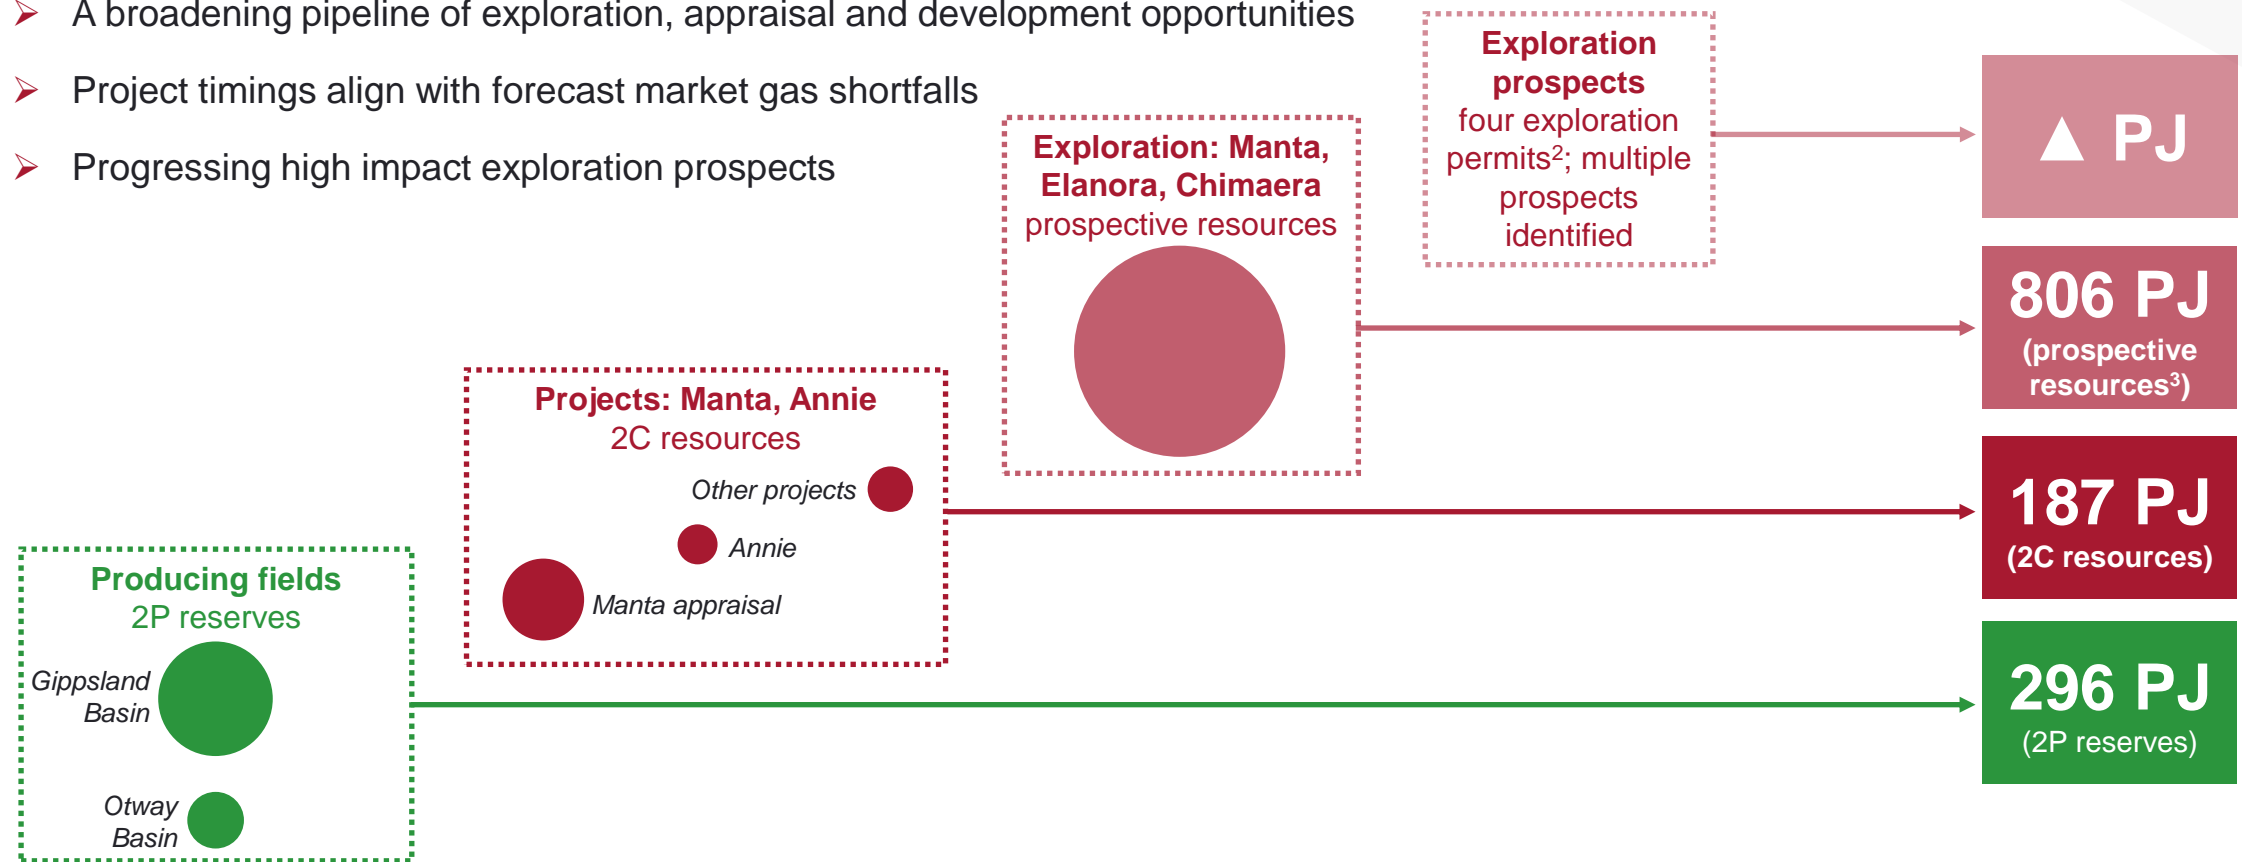 ➢ A broadening pipeline of exploration, appraisal and development opportunities
➢ Project timings align with forecast market gas shortfalls
➢ Progressing high impact exploration prospects
Exploration
prospects
four exploration
permits²; multiple
prospects
identified
▲ PJ
Exploration: Manta,
Elanora, Chimaera
prospective resources
806 PJ
(prospective
resources³)
Projects: Manta, Annie
2C resources
Other projects
Annie
Manta appraisal
187 PJ
(2C resources)
Producing fields
2P reserves
Gippsland
Basin
Otway
Basin
296 PJ
(2P reserves)